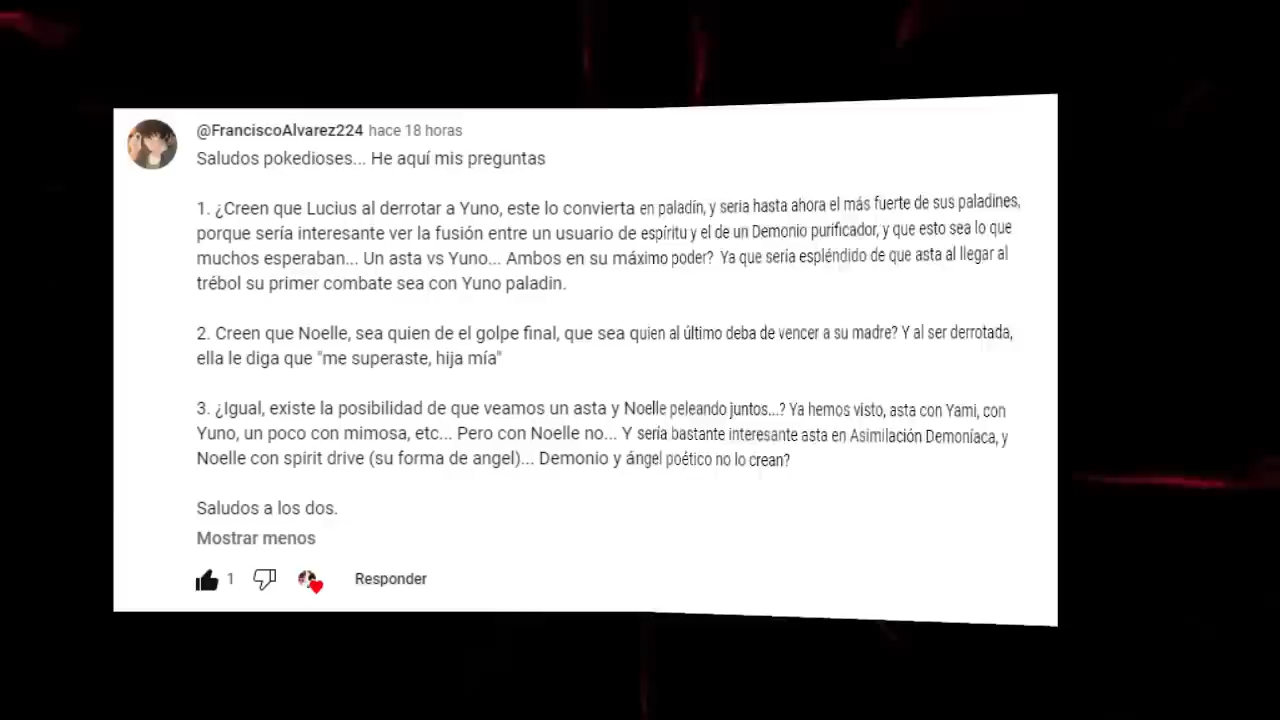 @FranciscoAlvarez224 hace 18 horas
Saludos pokedioses... He aquí mis preguntas
1. ¿Creen que Lucius al derrotar a Yuno, este lo convierta en paladín, y seria hasta ahora el más fuerte de sus paladines,
porque sería interesante ver la fusión entre un usuario de espíritu y el de un Demonio purificador, y que esto sea lo que
muchos esperaban... Un asta vs Yuno... Ambos en su máximo poder? Ya que sería espléndido de que asta al llegar al
trébol su primer combate sea con Yuno paladin.
2. Creen que Noelle, sea quien de el golpe final, que sea quien al último deba de vencer a su madre? Y al ser derrotada,
ella le diga que "me superaste, hija mía"
3. ¿Igual, existe la posibilidad de que veamos un asta y Noelle peleando juntos...? Ya hemos visto, asta con Yami, con
Yuno, un poco con mimosa, etc... Pero con Noelle no... Y sería bastante interesante asta en Asimilación Demoníaca, y
Noelle con spirit drive (su forma de angel)... Demonio y ángel poético no lo crean?
Saludos a los dos.
Mostrar menos
1 Responder